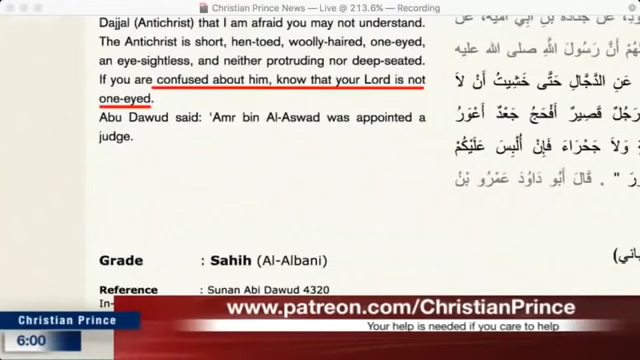 Christian Prince News — Live @ 213.6% — Recording
Dajjal (Antichrist) that I am afraid you may not understand.
The Antichrist is short, hen-toed, woolly-haired, one-eyed,
an eye-sightless, and neither protruding nor deep-seated.
If you are confused about him, know that your Lord is not
one-eyed.
Abu Dawud said: 'Amr bin Al-Aswad was appointed a
judge.
أَنَّ رَسُولَ اللَّهِ صلى الله عليه
عَنِ الدَّجَّالِ حَتَّى خَشِيتُ أَنْ لاَ
رَجُلٌ قَصِيرٌ أَفْحَجُ جَعْدٌ أَعْوَرُ
وَلاَ جَحْرَاءَ فَإِنْ أُلْبِسَ عَلَيْكُمْ
" . قَالَ أَبُو دَاوُدَ عَمْرُو بْنُ
Grade : Sahih (Al-Albani)
Reference : Sunan Abi Dawud 4320
In-
www.patreon.com/ChristianPrince
Your help is needed if you care to help
Christian Prince
6:00